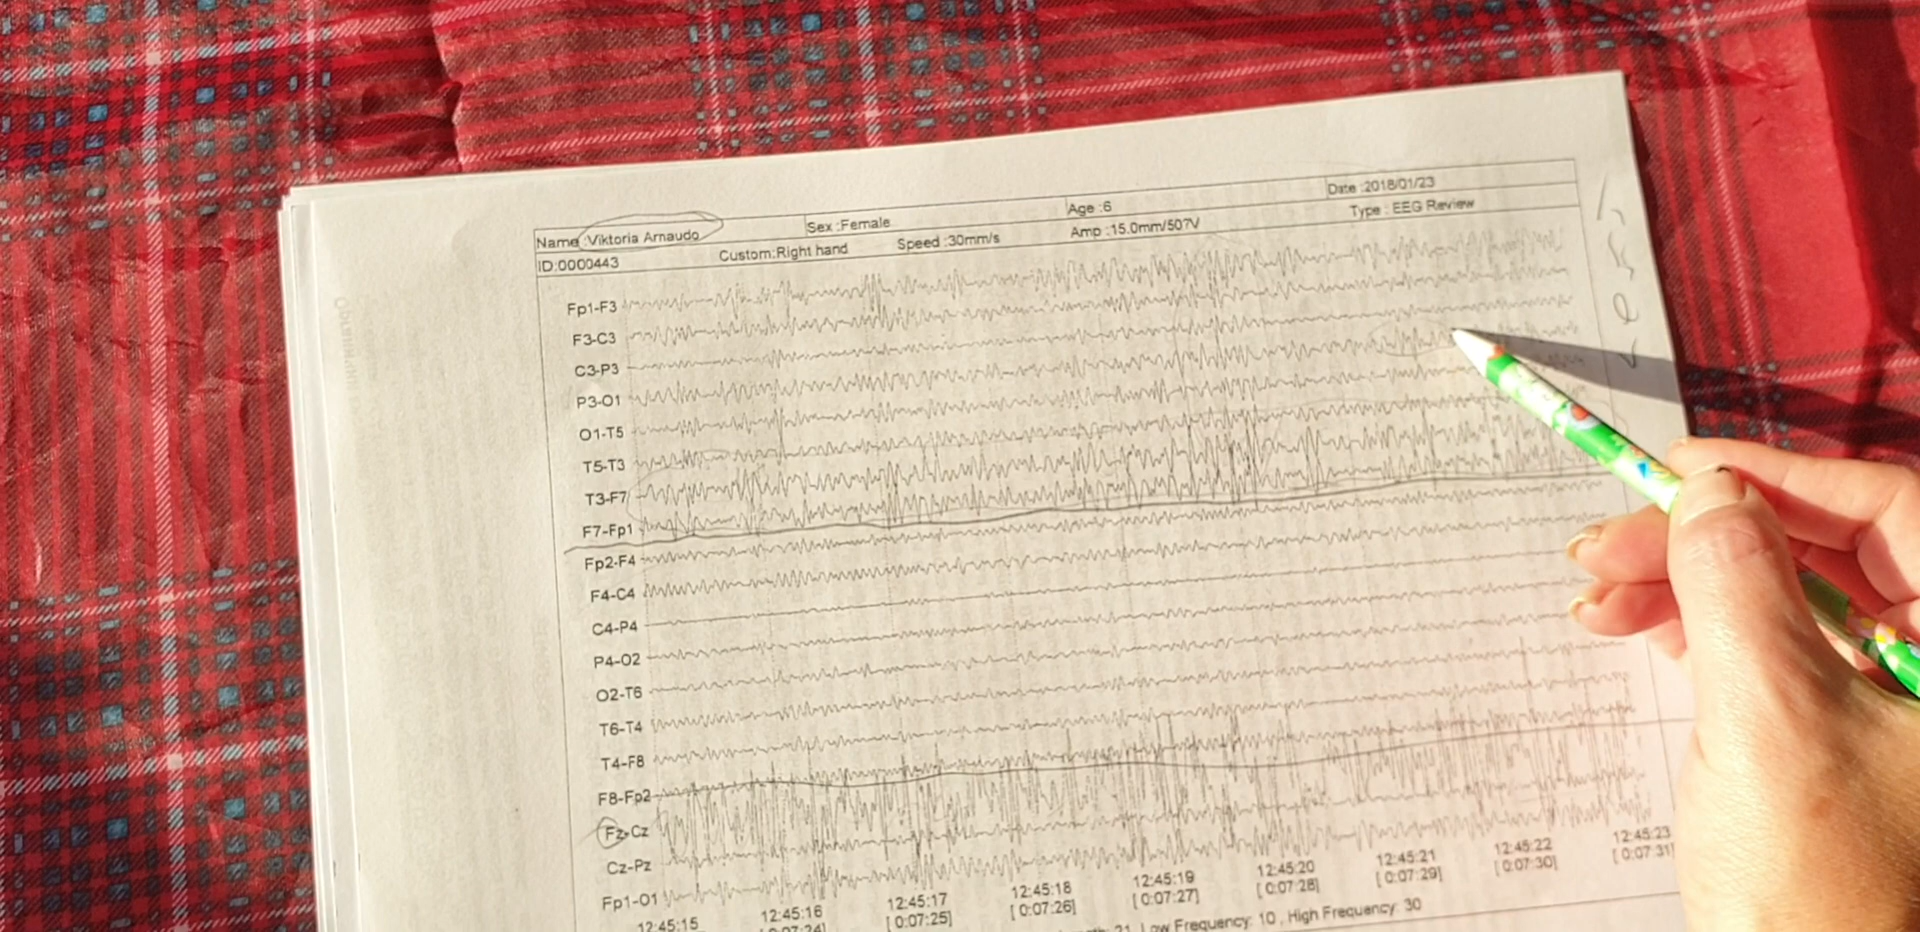 Date :2018/01/23
Name :Viktoria Arnaudo Sex :Female Age :6 Type : EEG Review
ID:0000443 Custom:Right hand Speed :30mm/s Amp :15.0mm/50?V
Fp1-F3
F3-C3
C3-P3
P3-O1
O1-T5
T5-T3
T3-F7
F7-Fp1
Fp2-F4
F4-C4
C4-P4
P4-O2
O2-T6
T6-T4
T4-F8
F8-Fp2
Fz-Cz
Cz-Pz
Fp1-O1
12:45:15 12:45:16 12:45:17 12:45:18 12:45:19 12:45:20 12:45:21 12:45:22 12:45:23
[ 0:07:25] [ 0:07:26] [ 0:07:27] [ 0:07:28] [ 0:07:29] [ 0:07:30] [ 0:07:31]
21, Low Frequency: 10 , High Frequency: 30